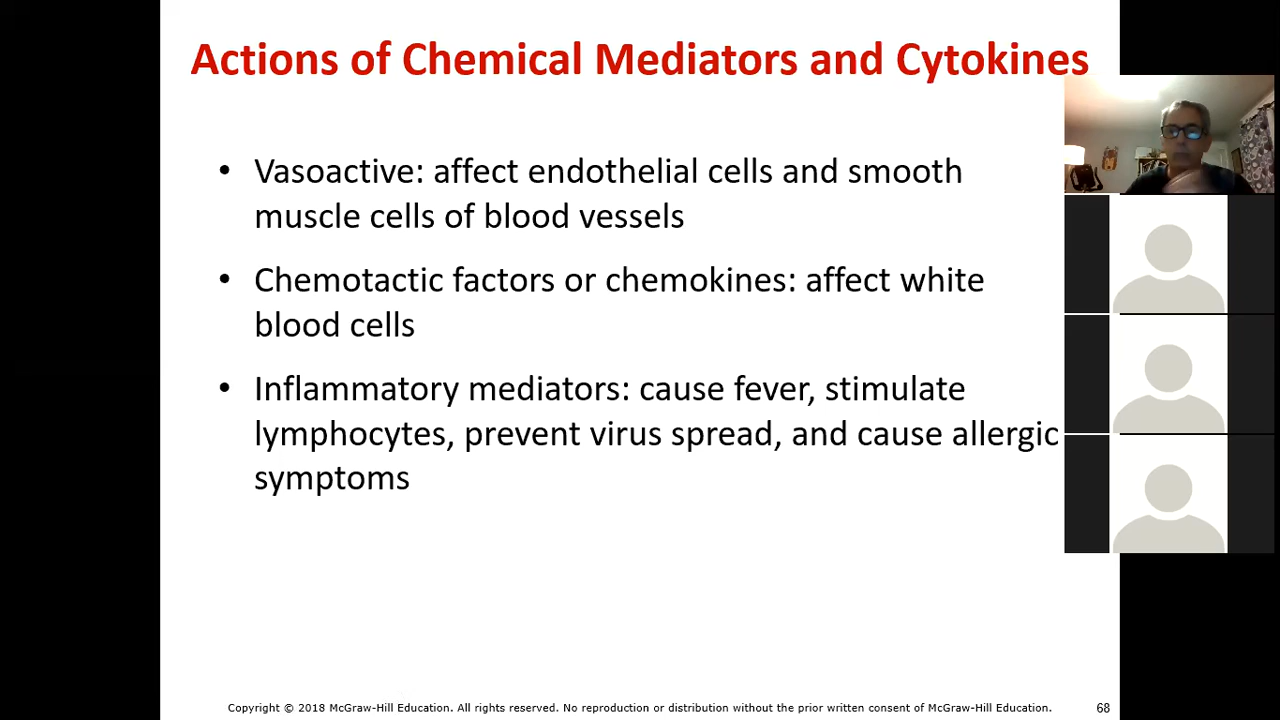 Actions of Chemical Mediators and Cytokines
• Vasoactive: affect endothelial cells and smooth
muscle cells of blood vessels
• Chemotactic factors or chemokines: affect white
blood cells
• Inflammatory mediators: cause fever, stimulate
lymphocytes, prevent virus spread, and cause allergic
symptoms
Copyright © 2018 McGraw-Hill Education. All rights reserved. No reproduction or distribution without the prior written consent of McGraw-Hill Education.
68